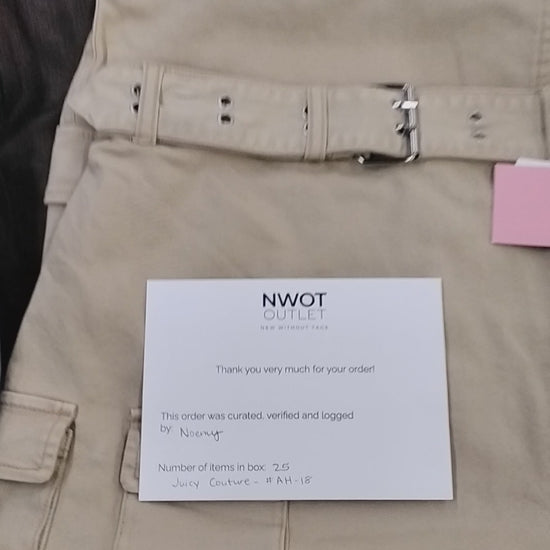 NWOT
OUTLET
NEW WITHOUT TAGS
Thank you very much for your order!
This order was curated, verified and logged
by: Noemy
Number of items in box: 25
Juicy Couture - #AH-18